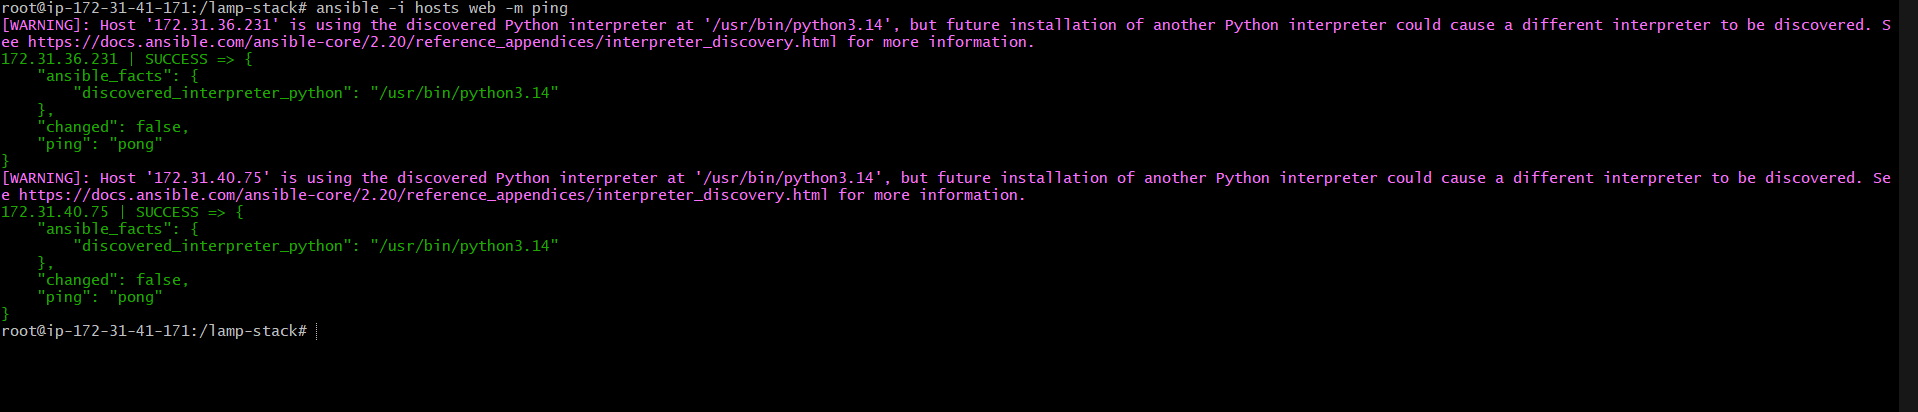 root@ip-172-31-41-171:/lamp-stack# ansible -i hosts web -m ping
[WARNING]: Host '172.31.36.231' is using the discovered Python interpreter at '/usr/bin/python3.14', but future installation of another Python interpreter could cause a different interpreter to be discovered. S
ee https://docs.ansible.com/ansible-core/2.20/reference_appendices/interpreter_discovery.html for more information.
172.31.36.231 | SUCCESS => {
    "ansible_facts": {
        "discovered_interpreter_python": "/usr/bin/python3.14"
    },
    "changed": false,
    "ping": "pong"
}
[WARNING]: Host '172.31.40.75' is using the discovered Python interpreter at '/usr/bin/python3.14', but future installation of another Python interpreter could cause a different interpreter to be discovered. Se
e https://docs.ansible.com/ansible-core/2.20/reference_appendices/interpreter_discovery.html for more information.
172.31.40.75 | SUCCESS => {
    "ansible_facts": {
        "discovered_interpreter_python": "/usr/bin/python3.14"
    },
    "changed": false,
    "ping": "pong"
}
root@ip-172-31-41-171:/lamp-stack#